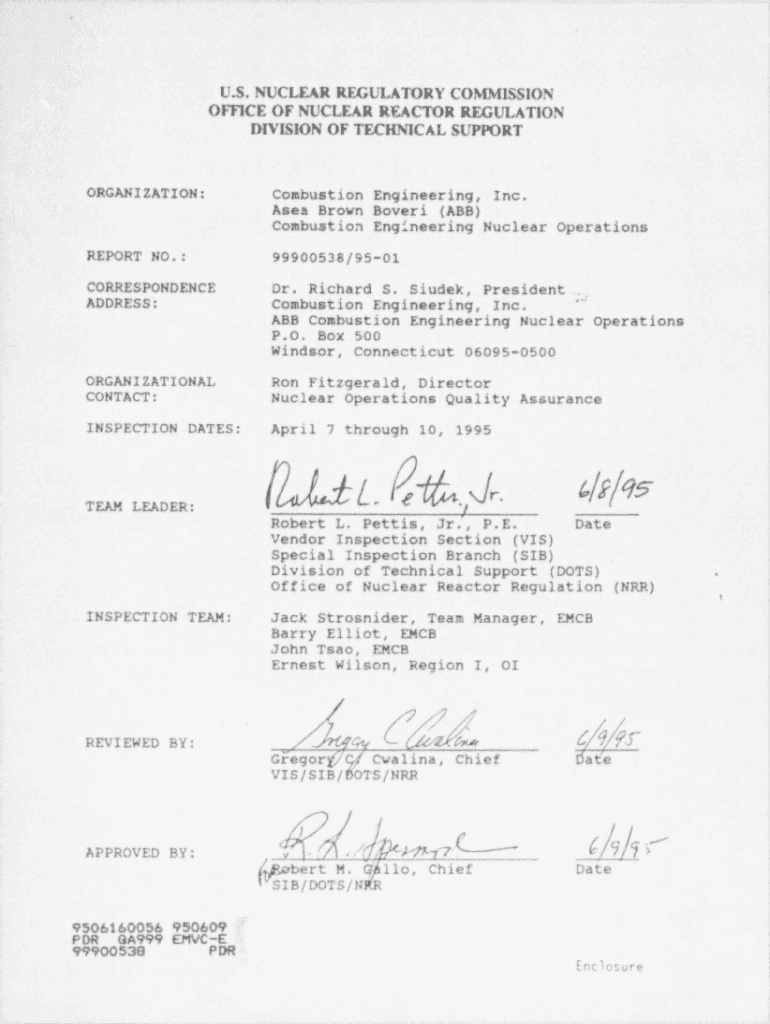 U.S. NUCLEAR REGULATORY COMMISSION
OFFICE OF NUCLEAR REACTOR REGULATION
DIVISION OF TECHNICAL SUPPORT
ORGANIZATION: Combustion Engineering, Inc.
Asea Brown Boveri (ABB)
Combustion Engineering Nuclear Operations
REPORT NO.: 99900538/95-01
CORRESPONDENCE Dr. Richard S. Siudek, President
ADDRESS: Combustion Engineering, Inc.
ABB Combustion Engineering Nuclear Operations
P.O. Box 500
Windsor, Connecticut 06095-0500
ORGANIZATIONAL Ron Fitzgerald, Director
CONTACT: Nuclear Operations Quality Assurance
INSPECTION DATES: April 7 through 10, 1995
Robert L. Pettis, Jr. 6/8/95
TEAM LEADER:
Robert L. Pettis, Jr., P.E. Date
Vendor Inspection Section (VIS)
Special Inspection Branch (SIB)
Division of Technical Support (DOTS)
Office of Nuclear Reactor Regulation (NRR)
INSPECTION TEAM: Jack Strosnider, Team Manager, EMCB
Barry Elliot, EMCB
John Tsao, EMCB
Ernest Wilson, Region I, OI
Gregory C Cwalina 6/9/95
REVIEWED BY:
Gregory C. Cwalina, Chief Date
VIS/SIB/DOTS/NRR
R. L. 6/9/95
APPROVED BY:
for Robert M. Gallo, Chief Date
SIB/DOTS/NRR
9506160056 950609
PDR GA999 EMVC-E
99900538 PDR
Enclosure